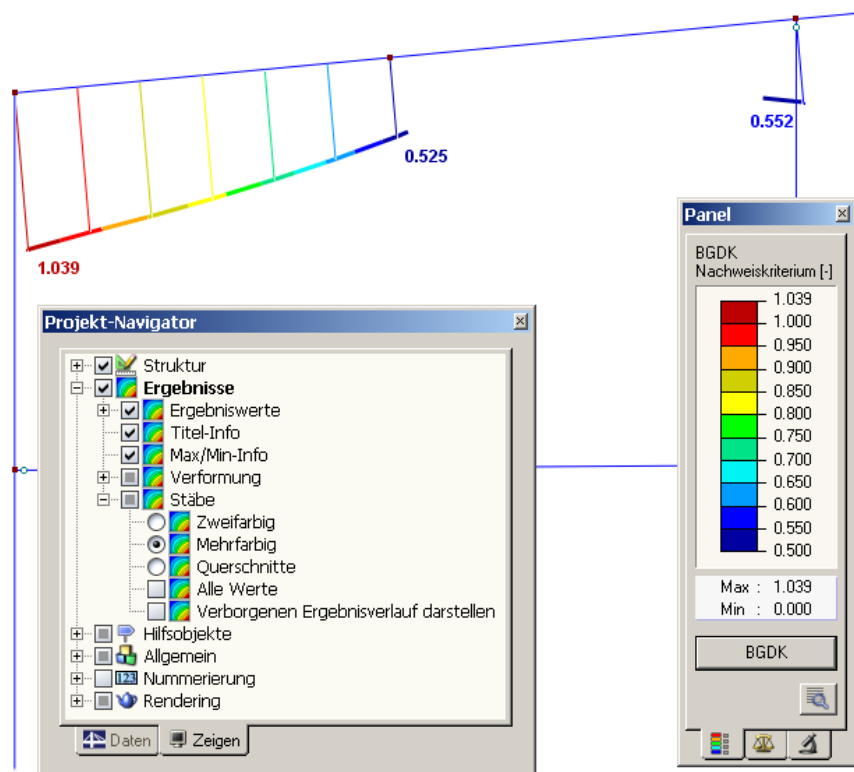 0.525
0.552
1.039
Panel
BGDK
Nachweiskriterium [-]
1.039
1.000
0.950
0.900
0.850
0.800
0.750
0.700
0.650
0.600
0.550
0.500
Max : 1.039
Min : 0.000
BGDK
Projekt-Navigator
Struktur
Ergebnisse
Ergebniswerte
Titel-Info
Max/Min-Info
Verformung
Stäbe
Zweifarbig
Mehrfarbig
Querschnitte
Alle Werte
Verborgenen Ergebnisverlauf darstellen
Hilfsobjekte
Allgemein
123 Nummerierung
Rendering
Daten Zeigen